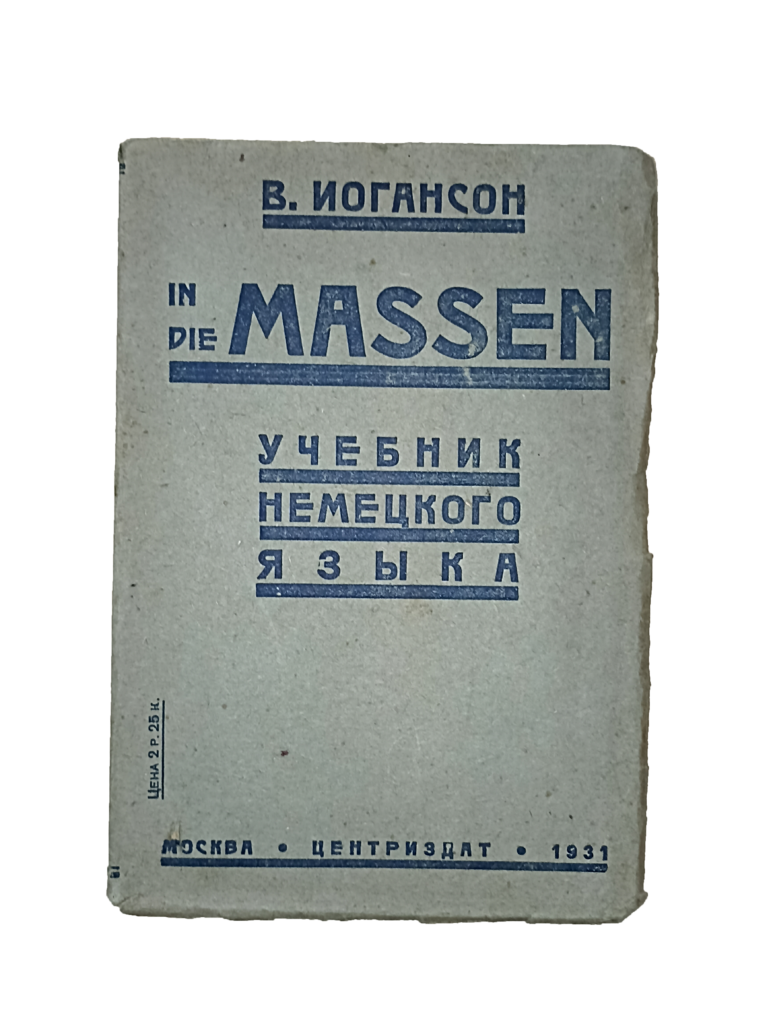 В. ИОГАНСОН
IN DIE MASSEN
УЧЕБНИК
НЕМЕЦКОГО
ЯЗЫКА
ЦЕНА 2 Р. 25 К.
МОСКВА • ЦЕНТРИЗДАТ • 1931